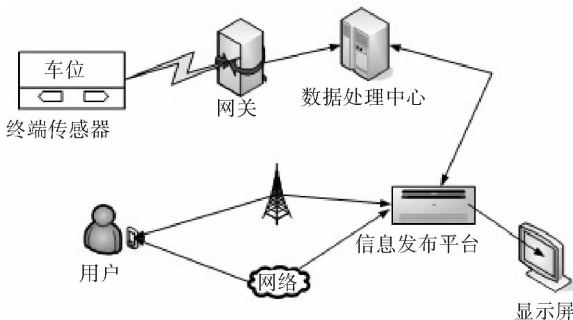 车位
终端传感器
网关
数据处理中心
用户
网络
信息发布平台
显示屏